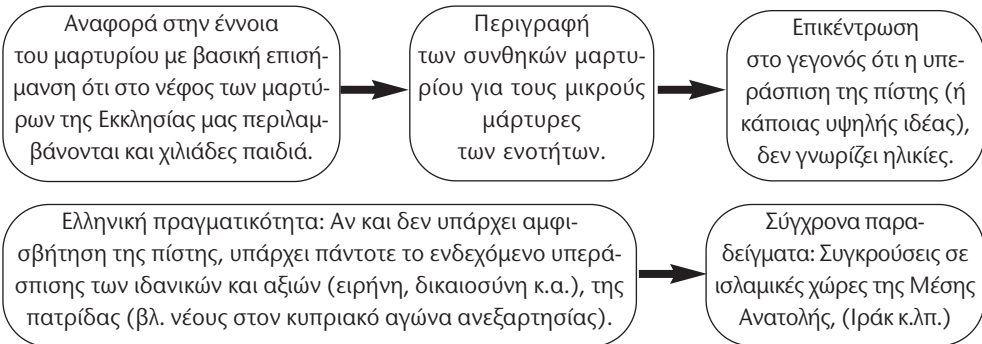 Αναφορά στην έννοια
του μαρτυρίου με βασική επισή-
μανση ότι στο νέφος των μαρτύ-
ρων της Εκκλησίας μας περιλαμ-
βάνονται και χιλιάδες παιδιά.
Περιγραφή
των συνθηκών μαρτυ-
ρίου για τους μικρούς
μάρτυρες
των ενοτήτων.
Επικέντρωση
στο γεγονός ότι η υπε-
ράσπιση της πίστης (ή
κάποιας υψηλής ιδέας),
δεν γνωρίζει ηλικίες.
Ελληνική πραγματικότητα: Αν και δεν υπάρχει αμφι-
σβήτηση της πίστης, υπάρχει πάντοτε το ενδεχόμενο υπερά-
σπισης των ιδανικών και αξιών (ειρήνη, δικαιοσύνη κ.α.), της
πατρίδας (βλ. νέους στον κυπριακό αγώνα ανεξαρτησίας).
Σύγχρονα παρα-
δείγματα: Συγκρούσεις σε
ισλαμικές χώρες της Μέσης
Ανατολής, (Ιράκ κ.λπ.)